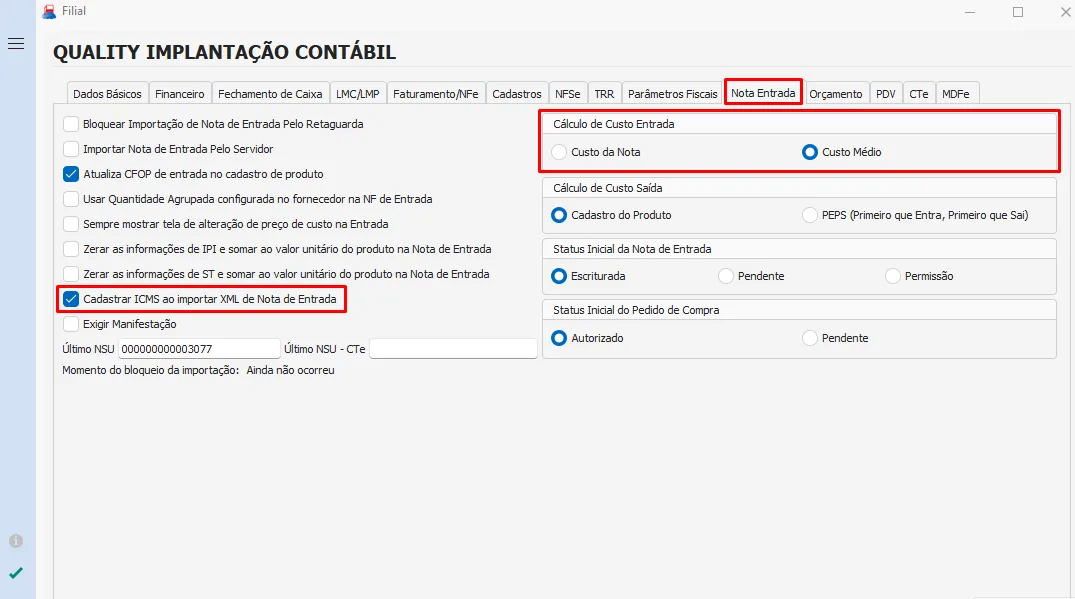 Filial
QUALITY IMPLANTAÇÃO CONTÁBIL
Dados Básicos Financeiro Fechamento de Caixa LMC/LMP Faturamento/NFe Cadastros NFSe TRR Parâmetros Fiscais Nota Entrada Orçamento PDV CTe MDFe
Bloquear Importação de Nota de Entrada Pelo Retaguarda
Importar Nota de Entrada Pelo Servidor
Atualiza CFOP de entrada no cadastro de produto
Usar Quantidade Agrupada configurada no fornecedor na NF de Entrada
Sempre mostrar tela de alteração de preço de custo na Entrada
Zerar as informações de IPI e somar ao valor unitário do produto na Nota de Entrada
Zerar as informações de ST e somar ao valor unitário do produto na Nota de Entrada
Cadastrar ICMS ao importar XML de Nota de Entrada
Exigir Manifestação
Último NSU 000000000003077 Último NSU - CTe
Momento do bloqueio da importação: Ainda não ocorreu
Cálculo de Custo Entrada
Custo da Nota Custo Médio
Cálculo de Custo Saída
Cadastro do Produto PEPS (Primeiro que Entra, Primeiro que Sai)
Status Inicial da Nota de Entrada
Escriturada Pendente Permissão
Status Inicial do Pedido de Compra
Autorizado Pendente